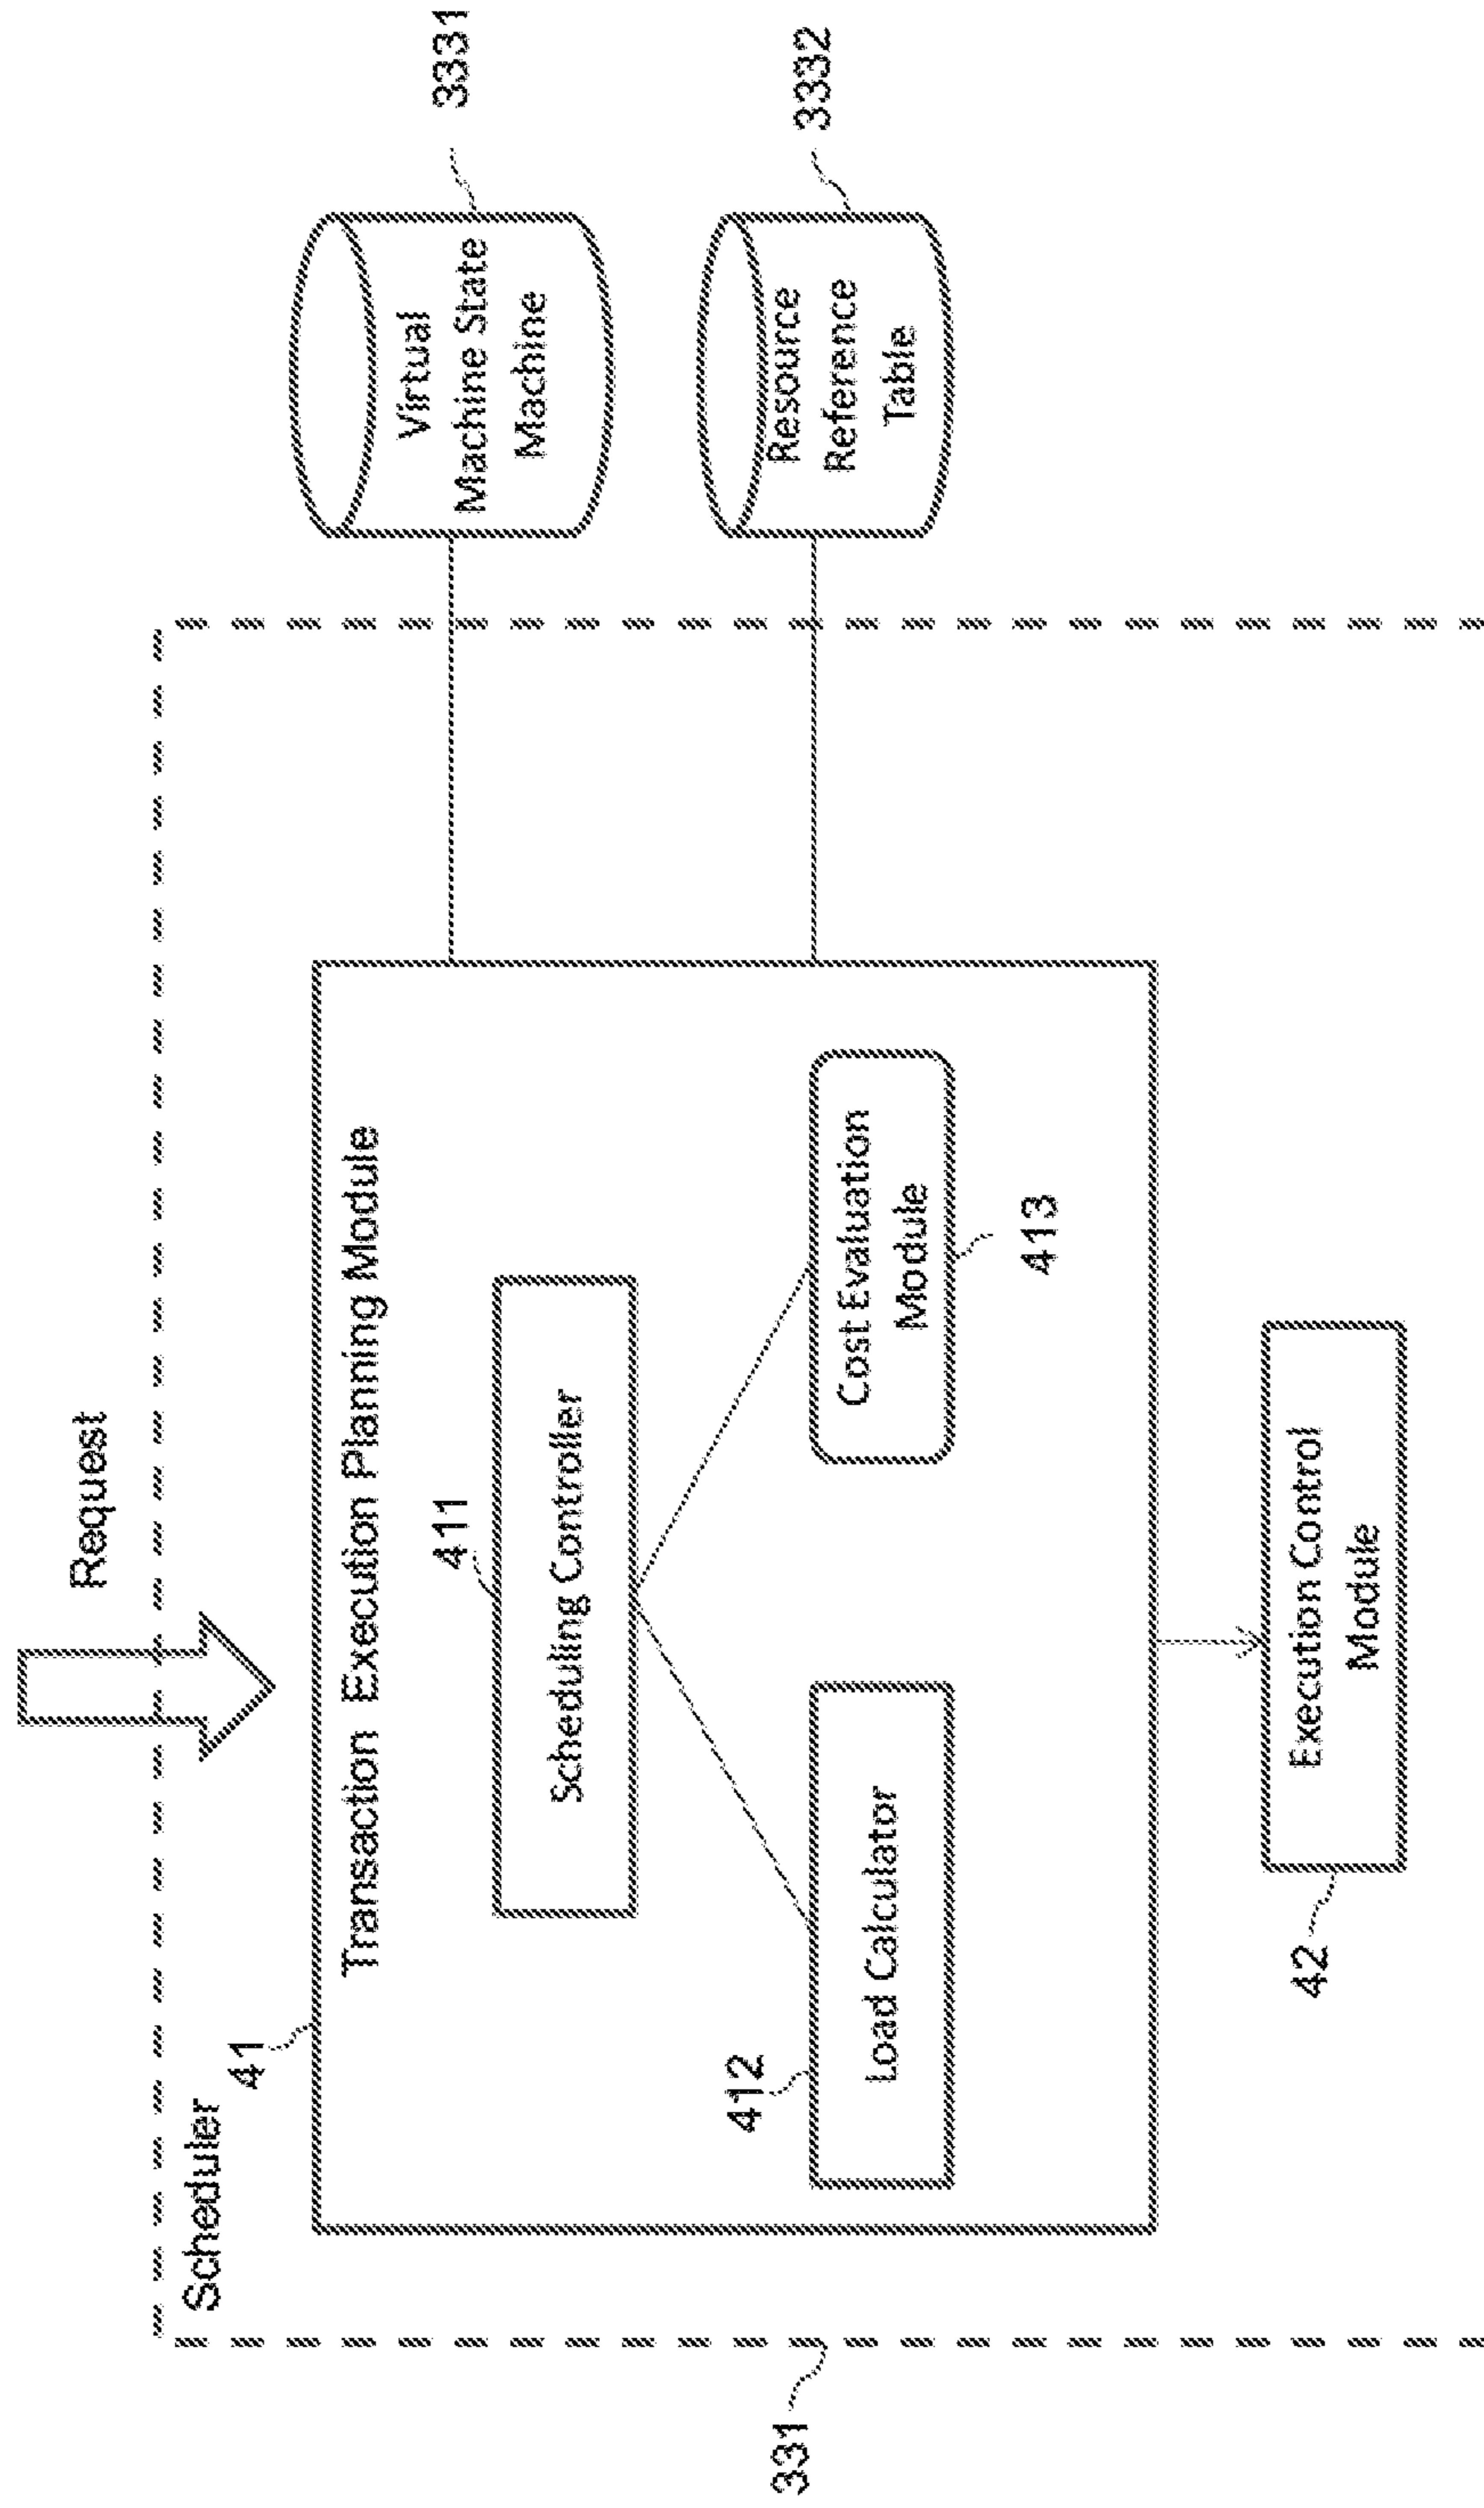 Request
Scheduler
41
Transaction Execution Planning Module
411
Scheduling Controller
412
Load Calculator
Cost Evaluation
Module
413
Virtual
Machine State
Machine
3331
Resource
Reference
Table
3332
331
Execution Control
Module
42